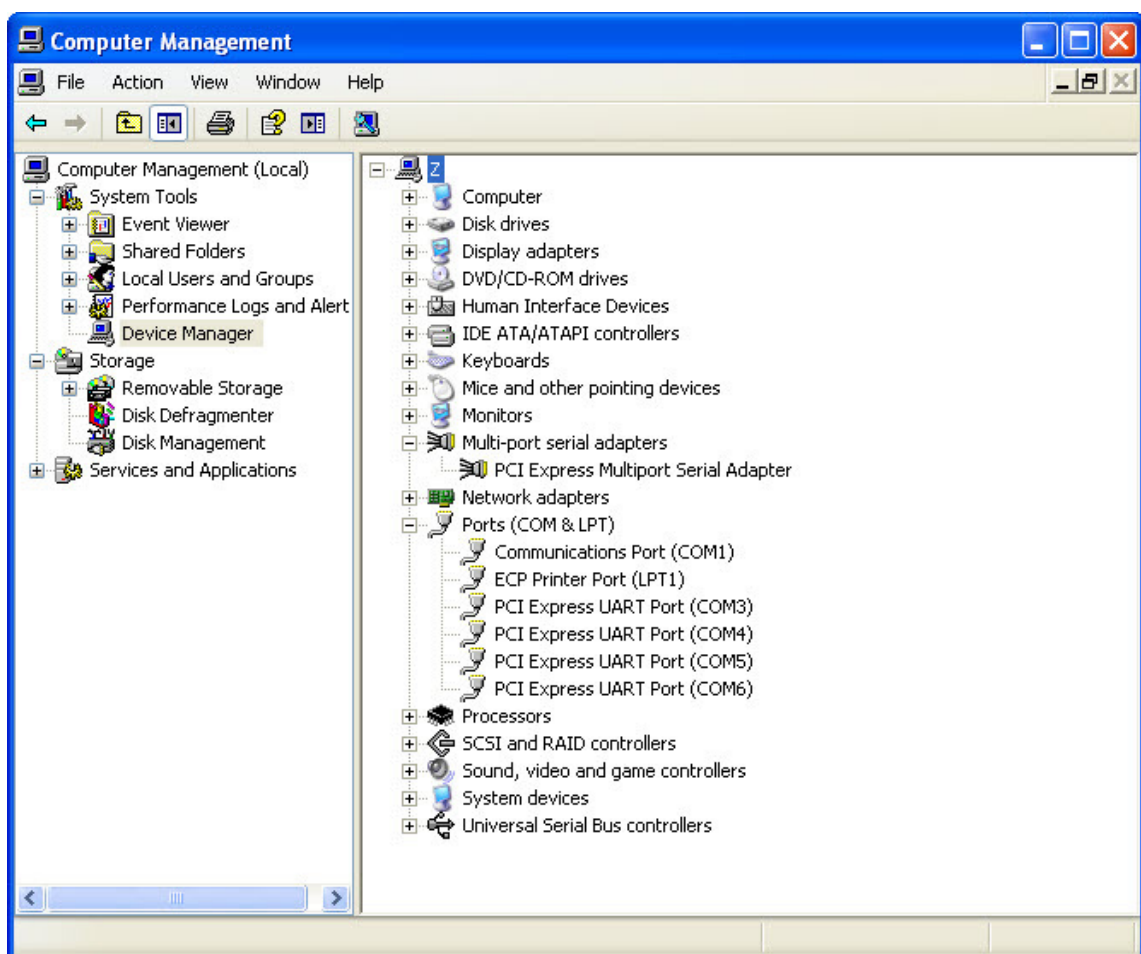 Computer Management
File Action View Window Help
Computer Management (Local)
System Tools
Event Viewer
Shared Folders
Local Users and Groups
Performance Logs and Alert
Device Manager
Storage
Removable Storage
Disk Defragmenter
Disk Management
Services and Applications
Z
Computer
Disk drives
Display adapters
DVD/CD-ROM drives
Human Interface Devices
IDE ATA/ATAPI controllers
Keyboards
Mice and other pointing devices
Monitors
Multi-port serial adapters
PCI Express Multiport Serial Adapter
Network adapters
Ports (COM & LPT)
Communications Port (COM1)
ECP Printer Port (LPT1)
PCI Express UART Port (COM3)
PCI Express UART Port (COM4)
PCI Express UART Port (COM5)
PCI Express UART Port (COM6)
Processors
SCSI and RAID controllers
Sound, video and game controllers
System devices
Universal Serial Bus controllers